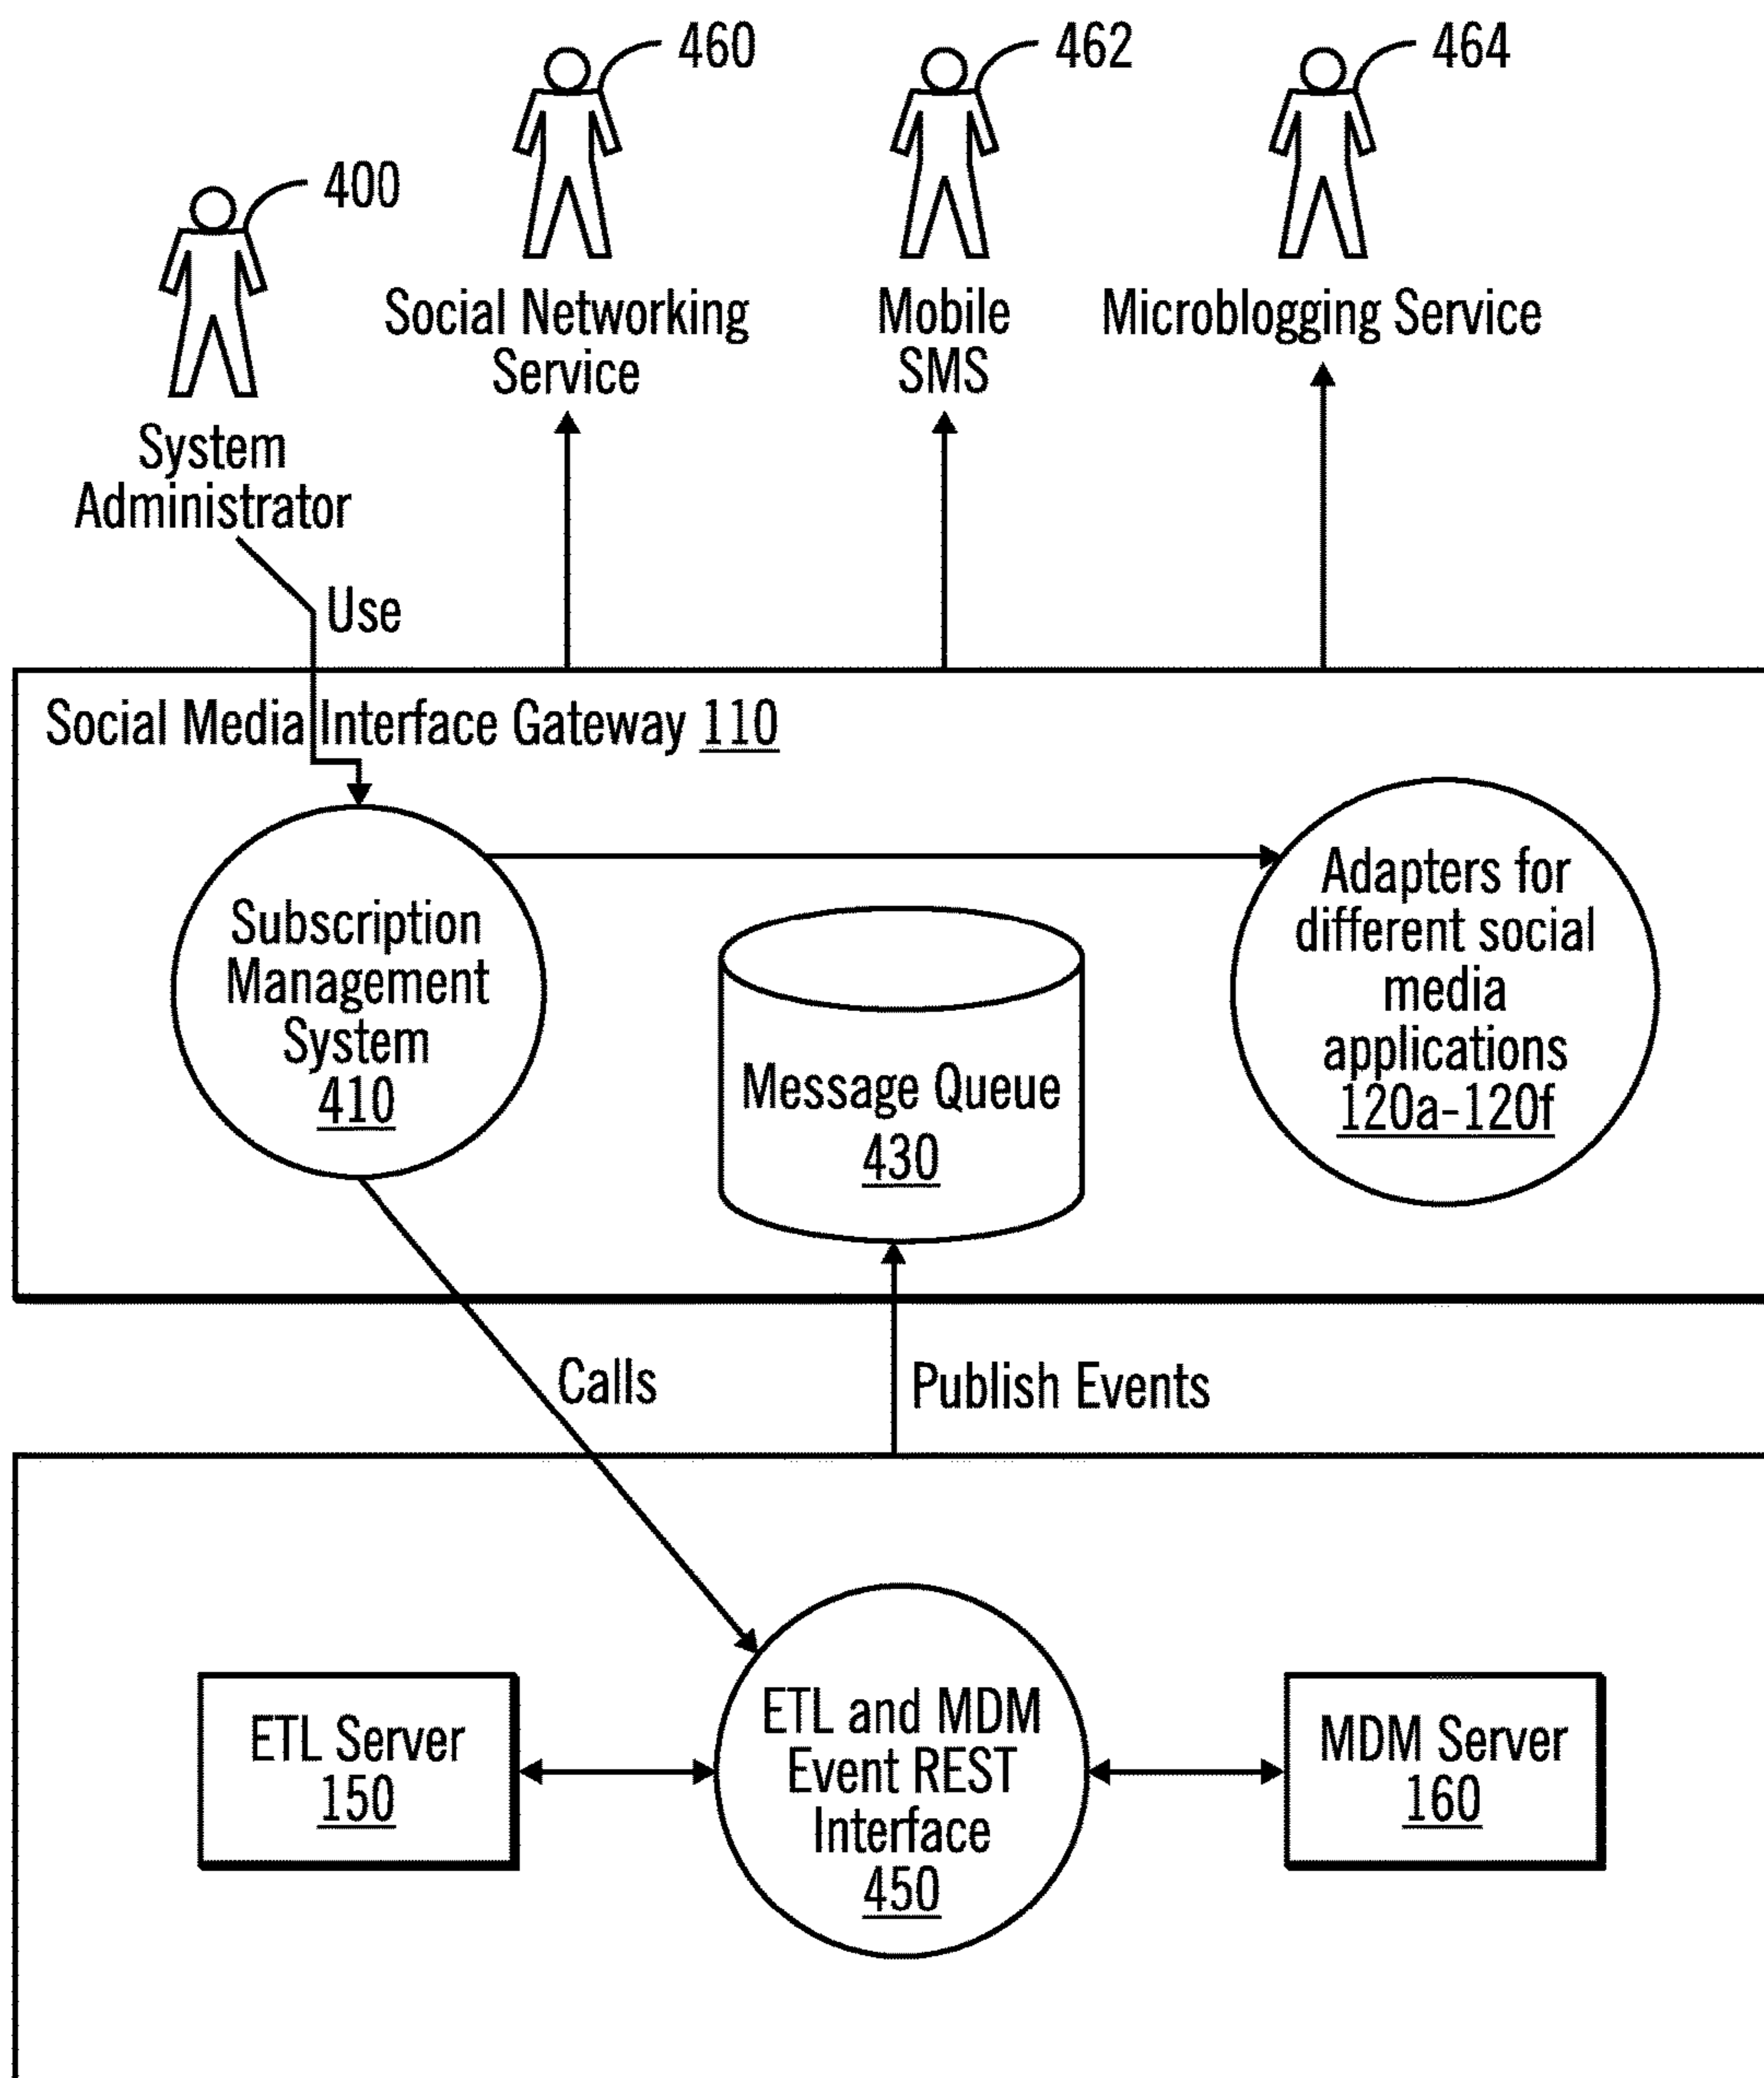 460
462
464
400
Social Networking
Service
Mobile
SMS
Microblogging Service
System
Administrator
Use
Social Media Interface Gateway 110
Subscription
Management
System
410
Message Queue
430
Adapters for
different social
media
applications
120a-120f
Calls
Publish Events
ETL Server
150
ETL and MDM
Event REST
Interface
450
MDM Server
160